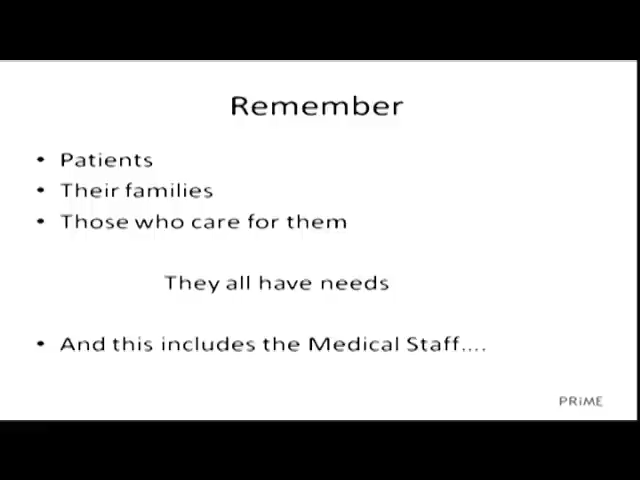 Remember
• Patients
• Their families
• Those who care for them
They all have needs
• And this includes the Medical Staff....
PRiME